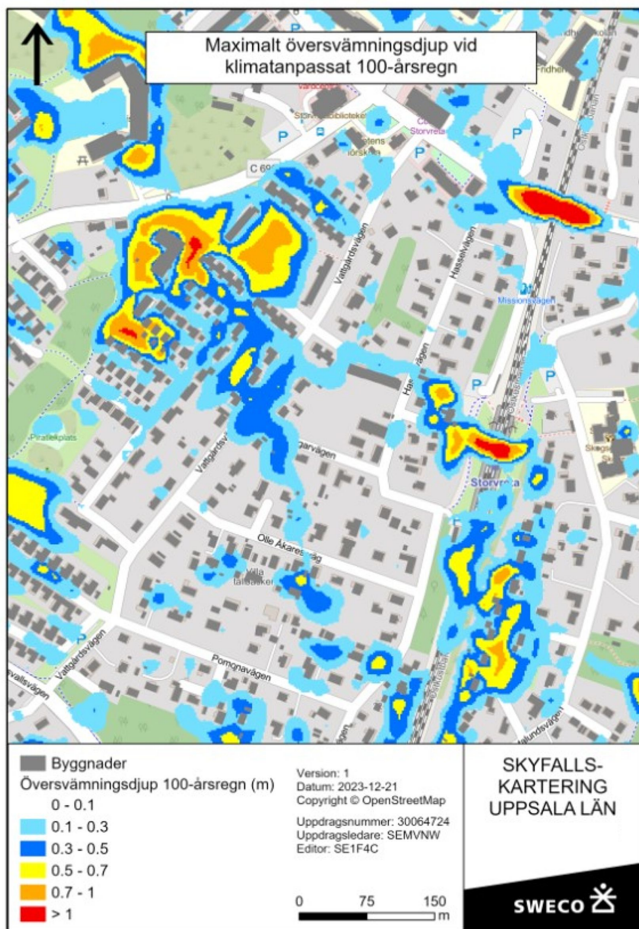 Maximalt översvämningsdjup vid
klimatanpassat 100-årsregn
Storvreta
Vattgårdsvägen
Hasselvägen
Missionsvägen
Storvreta
Olle Åkares väg
Pomonavägen
Vattgårdsvägen
Byggnader
Översvämningsdjup 100-årsregn (m)
0 - 0.1
0.1 - 0.3
0.3 - 0.5
0.5 - 0.7
0.7 - 1
> 1
Version: 1
Datum: 2023-12-21
Copyright © OpenStreetMap
Uppdragsnummer: 30064724
Uppdragsledare: SEMVNW
Editor: SE1F4C
0 75 150
m
SKYFALLS-
KARTERING
UPPSALA LÄN
SWECO